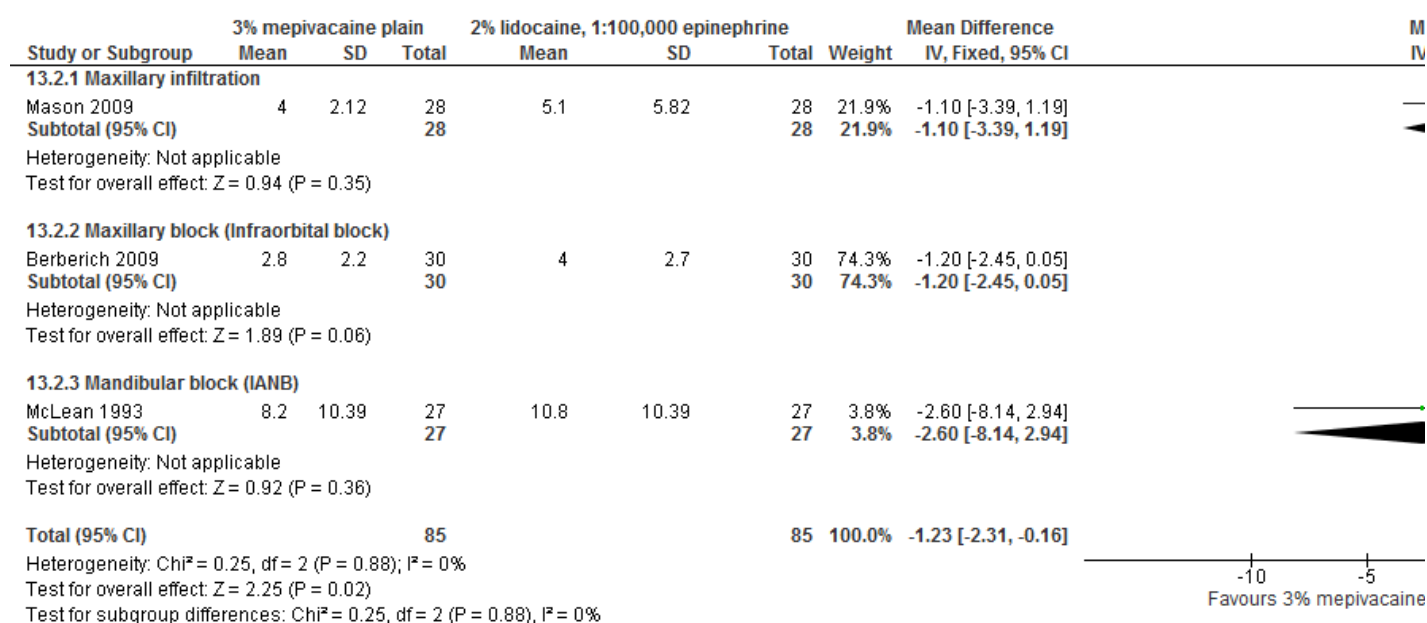 3% mepivacaine plain 2% lidocaine, 1:100,000 epinephrine Mean Difference M
Study or Subgroup Mean SD Total Mean SD Total Weight IV, Fixed, 95% CI IV
13.2.1 Maxillary infiltration
Mason 2009 4 2.12 28 5.1 5.82 28 21.9% -1.10 [-3.39, 1.19]
Subtotal (95% CI) 28 28 21.9% -1.10 [-3.39, 1.19]
Heterogeneity: Not applicable
Test for overall effect: Z = 0.94 (P = 0.35)
13.2.2 Maxillary block (Infraorbital block)
Berberich 2009 2.8 2.2 30 4 2.7 30 74.3% -1.20 [-2.45, 0.05]
Subtotal (95% CI) 30 30 74.3% -1.20 [-2.45, 0.05]
Heterogeneity: Not applicable
Test for overall effect: Z = 1.89 (P = 0.06)
13.2.3 Mandibular block (IANB)
McLean 1993 8.2 10.39 27 10.8 10.39 27 3.8% -2.60 [-8.14, 2.94]
Subtotal (95% CI) 27 27 3.8% -2.60 [-8.14, 2.94]
Heterogeneity: Not applicable
Test for overall effect: Z = 0.92 (P = 0.36)
Total (95% CI) 85 85 100.0% -1.23 [-2.31, -0.16]
Heterogeneity: Chi² = 0.25, df = 2 (P = 0.88); I² = 0%
Test for overall effect: Z = 2.25 (P = 0.02)
Test for subgroup differences: Chi² = 0.25, df = 2 (P = 0.88), I² = 0%
-10 -5
Favours 3% mepivacaine